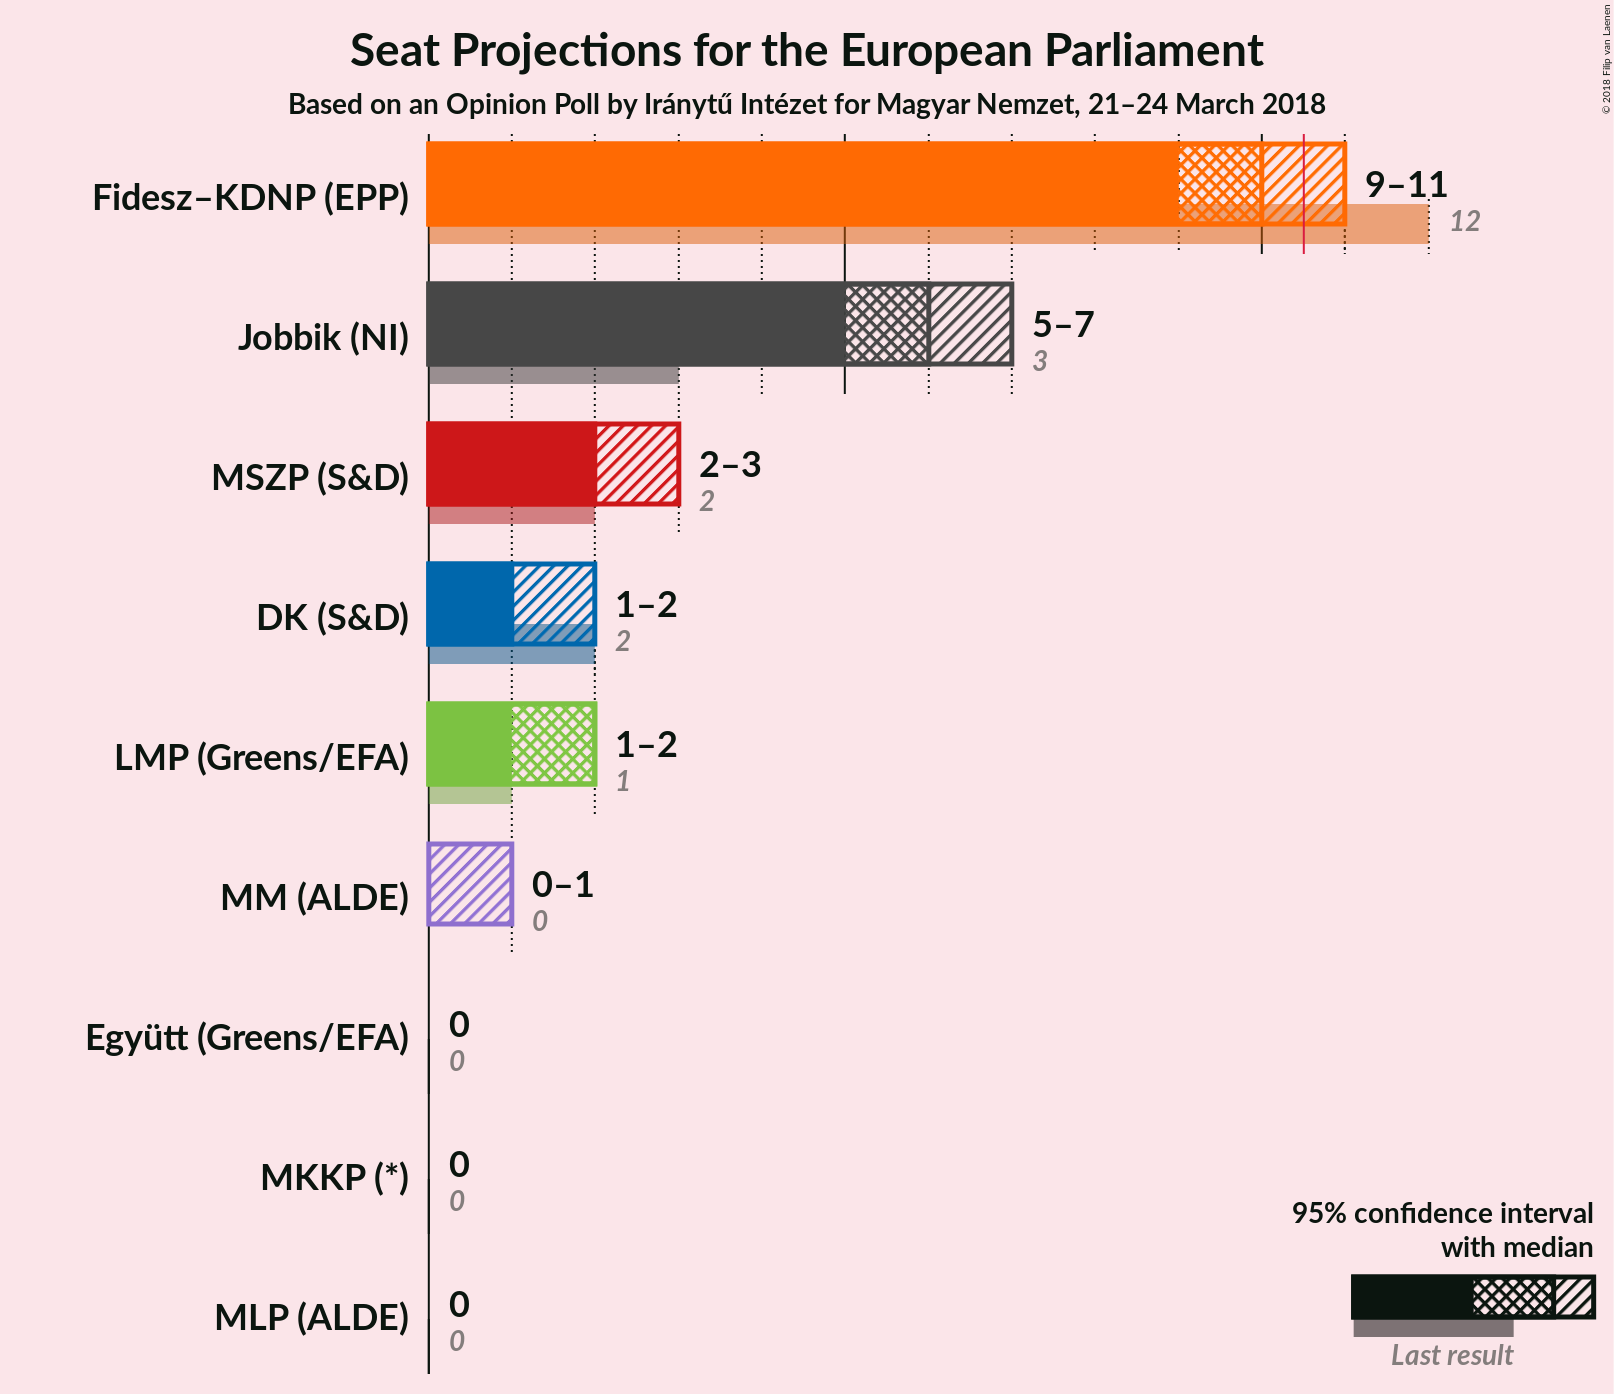 Seat Projections for the European Parliament
Based on an Opinion Poll by Iránytű Intézet for Magyar Nemzet, 21–24 March 2018
© 2018 Filip van Laenen
Fidesz–KDNP (EPP)
9–11
12
Jobbik (NI)
5–7
3
MSZP (S&D)
2–3
2
DK (S&D)
1–2
2
LMP (Greens/EFA)
1–2
1
MM (ALDE)
0–1
0
Együtt (Greens/EFA)
0
0
MKKP (*)
0
0
MLP (ALDE)
0
0
95% confidence interval
with median
Last result